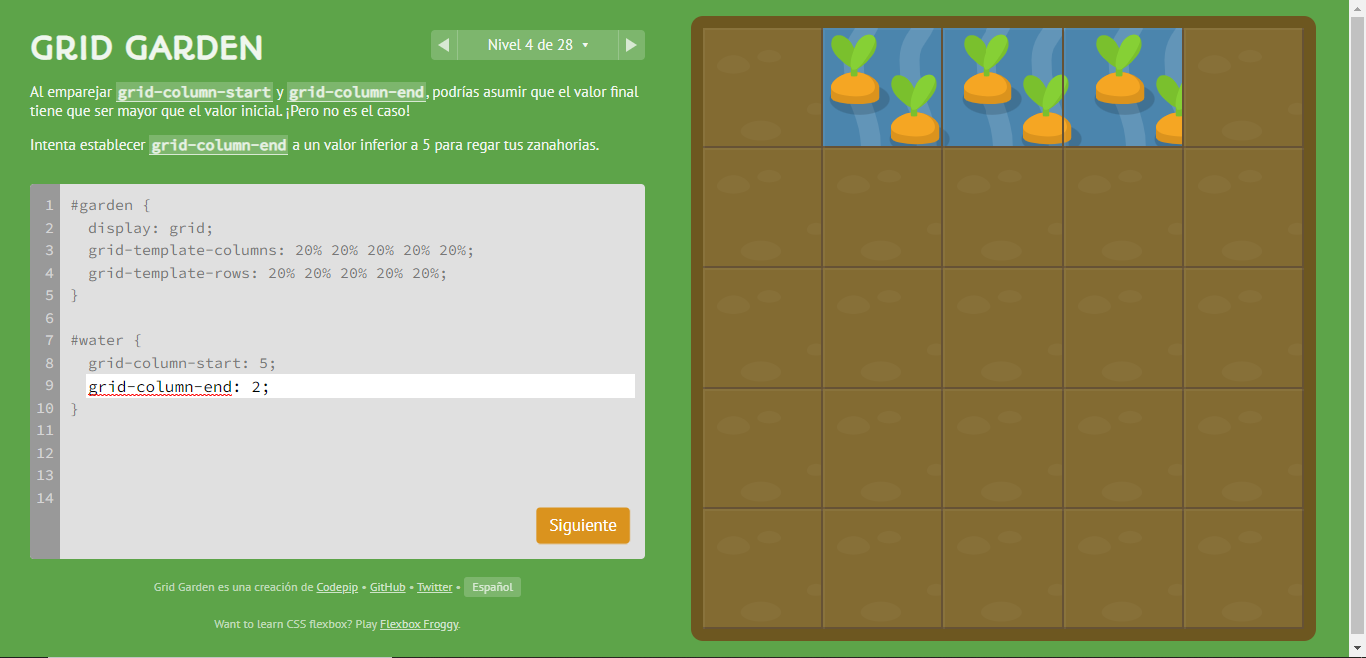 GRID GARDEN
Nivel 4 de 28
Al emparejar grid-column-start y grid-column-end, podrías asumir que el valor final
tiene que ser mayor que el valor inicial. ¡Pero no es el caso!
Intenta establecer grid-column-end a un valor inferior a 5 para regar tus zanahorias.
1 #garden {
2 display: grid;
3 grid-template-columns: 20% 20% 20% 20% 20%;
4 grid-template-rows: 20% 20% 20% 20% 20%;
5 }
6
7 #water {
8 grid-column-start: 5;
9 grid-column-end: 2;
10 }
11
12
13
14
Siguiente
Grid Garden es una creación de Codepip • GitHub • Twitter • Español
Want to learn CSS flexbox? Play Flexbox Froggy.